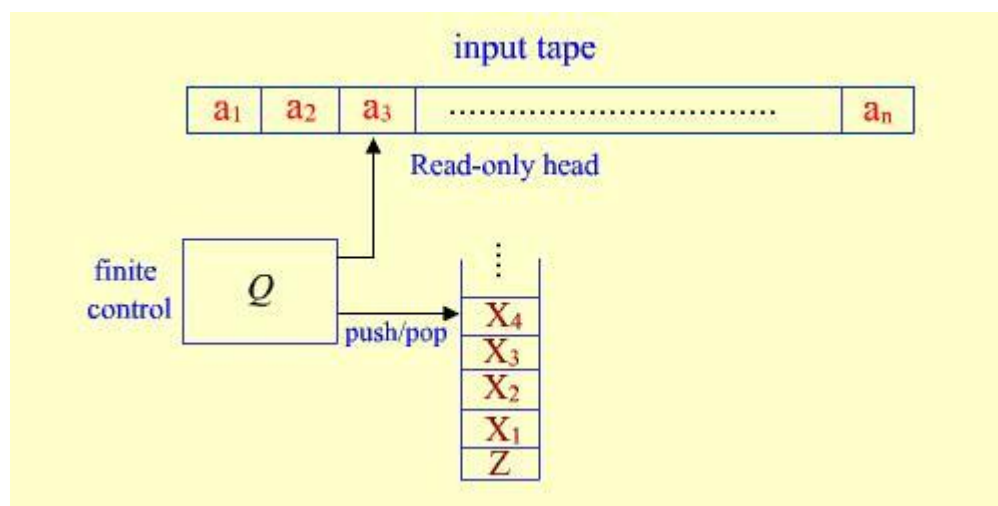 input tape
a₁ a₂ a₃ ................................. aₙ
Read-only head
finite
control
Q
push/pop
X₄
X₃
X₂
X₁
Z